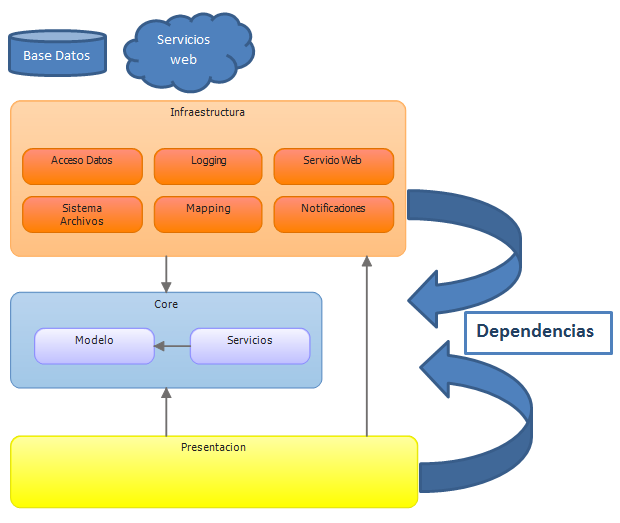 Base Datos
Servicios
web
Infraestructura
Acceso Datos
Logging
Servicio Web
Sistema
Archivos
Mapping
Notificaciones
Core
Modelo
Servicios
Dependencias
Presentacion